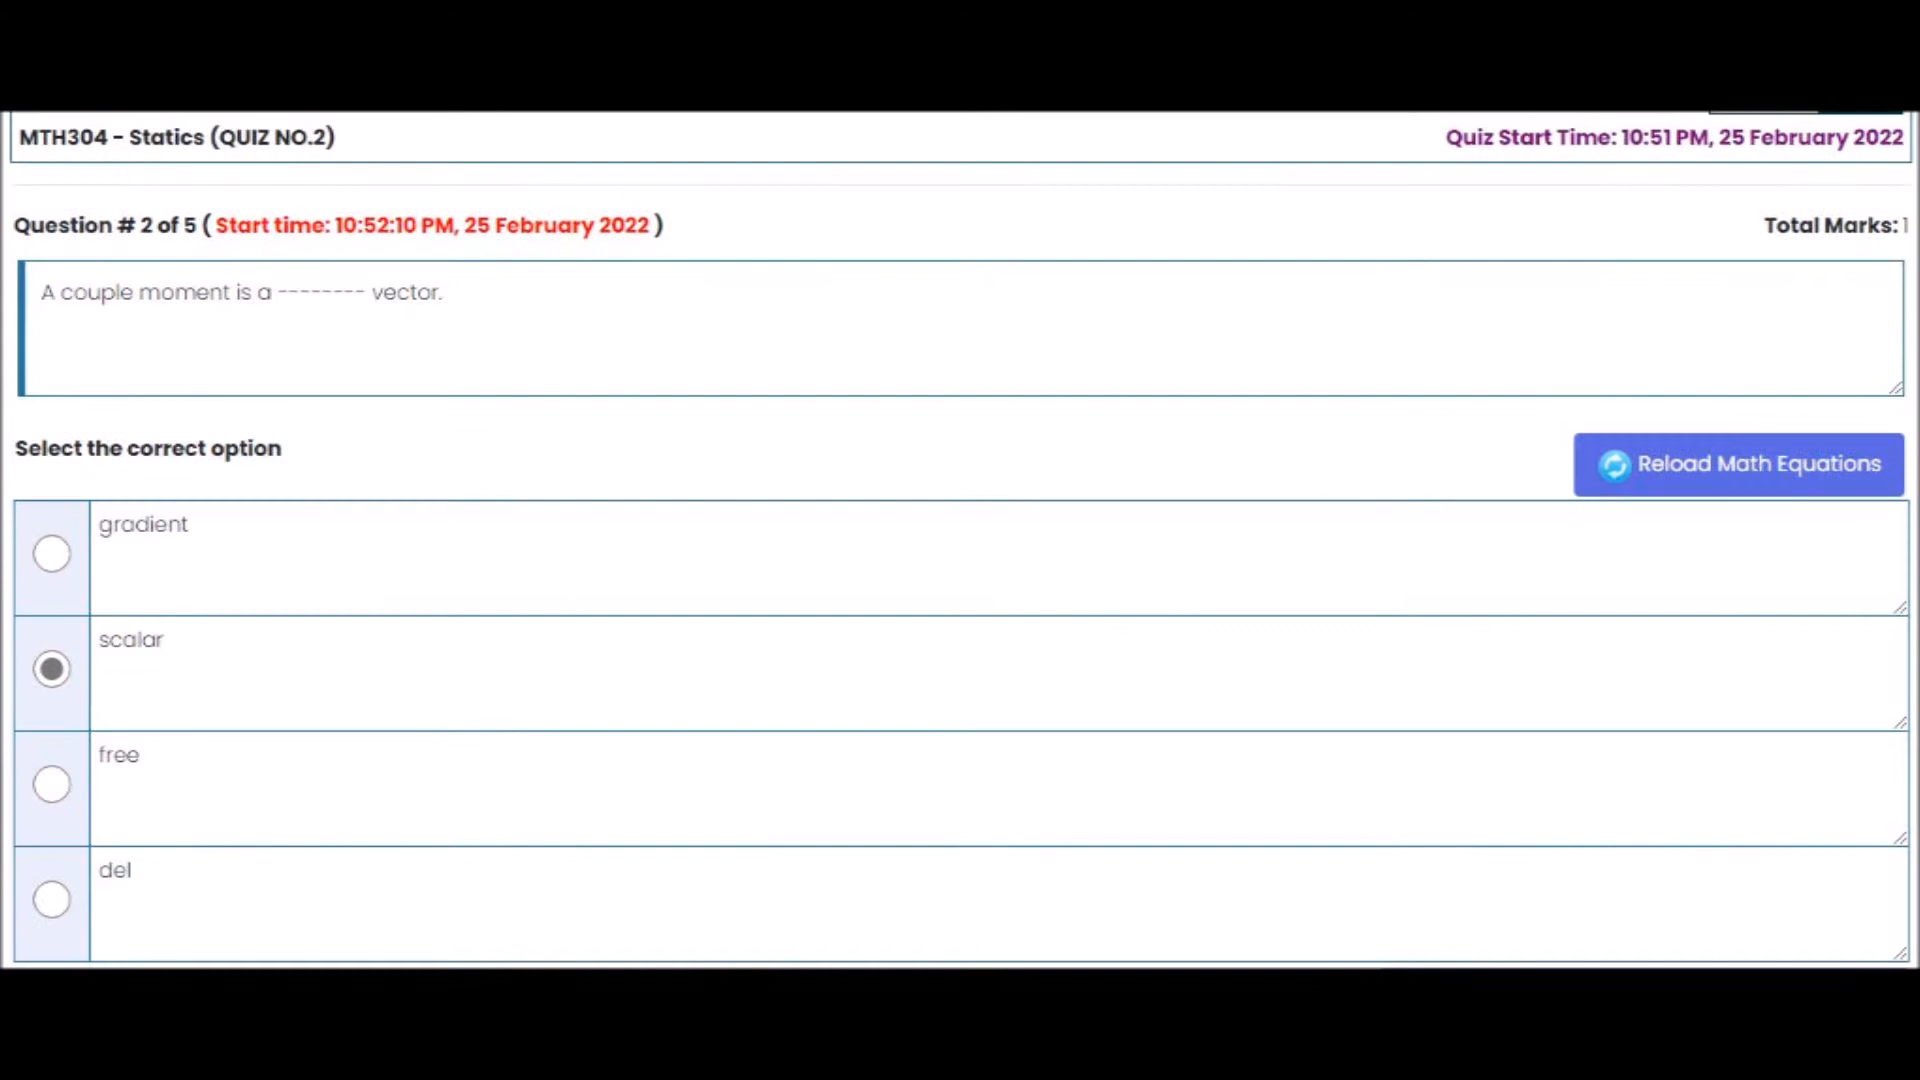 MTH304 - Statics (QUIZ NO.2)
Quiz Start Time: 10:51 PM, 25 February 2022
Question # 2 of 5 ( Start time: 10:52:10 PM, 25 February 2022 )
Total Marks: 1
A couple moment is a -------- vector.
Select the correct option
Reload Math Equations
gradient
scalar
free
del